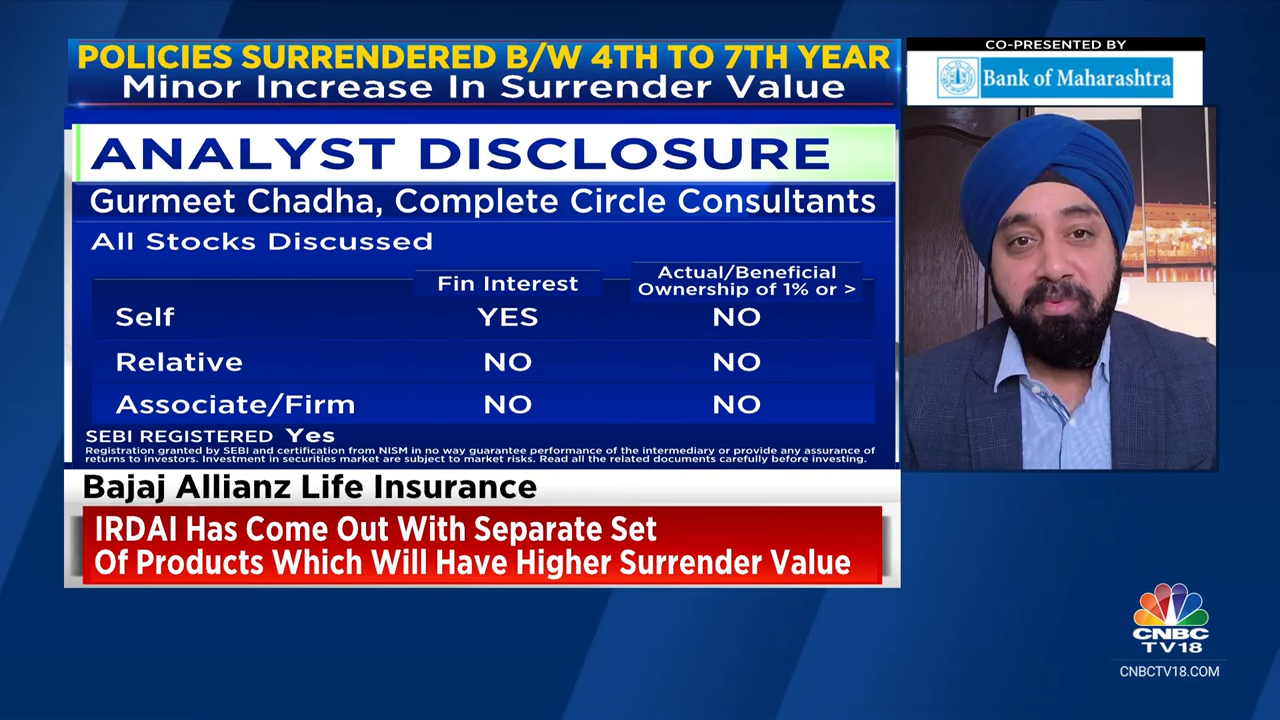 POLICIES SURRENDERED B/W 4TH TO 7TH YEAR
Minor Increase In Surrender Value
CO-PRESENTED BY
Bank of Maharashtra
ANALYST DISCLOSURE
Gurmeet Chadha, Complete Circle Consultants
All Stocks Discussed
Fin Interest
Actual/Beneficial
Ownership of 1% or >
Self YES NO
Relative NO NO
Associate/Firm NO NO
SEBI REGISTERED Yes
Registration granted by SEBI and certification from NISM in no way guarantee performance of the intermediary or provide any assurance of
returns to investors. Investment in securities market are subject to market risks. Read all the related documents carefully before investing.
Bajaj Allianz Life Insurance
IRDAI Has Come Out With Separate Set
Of Products Which Will Have Higher Surrender Value
CNBC
TV18
CNBCTV18.COM